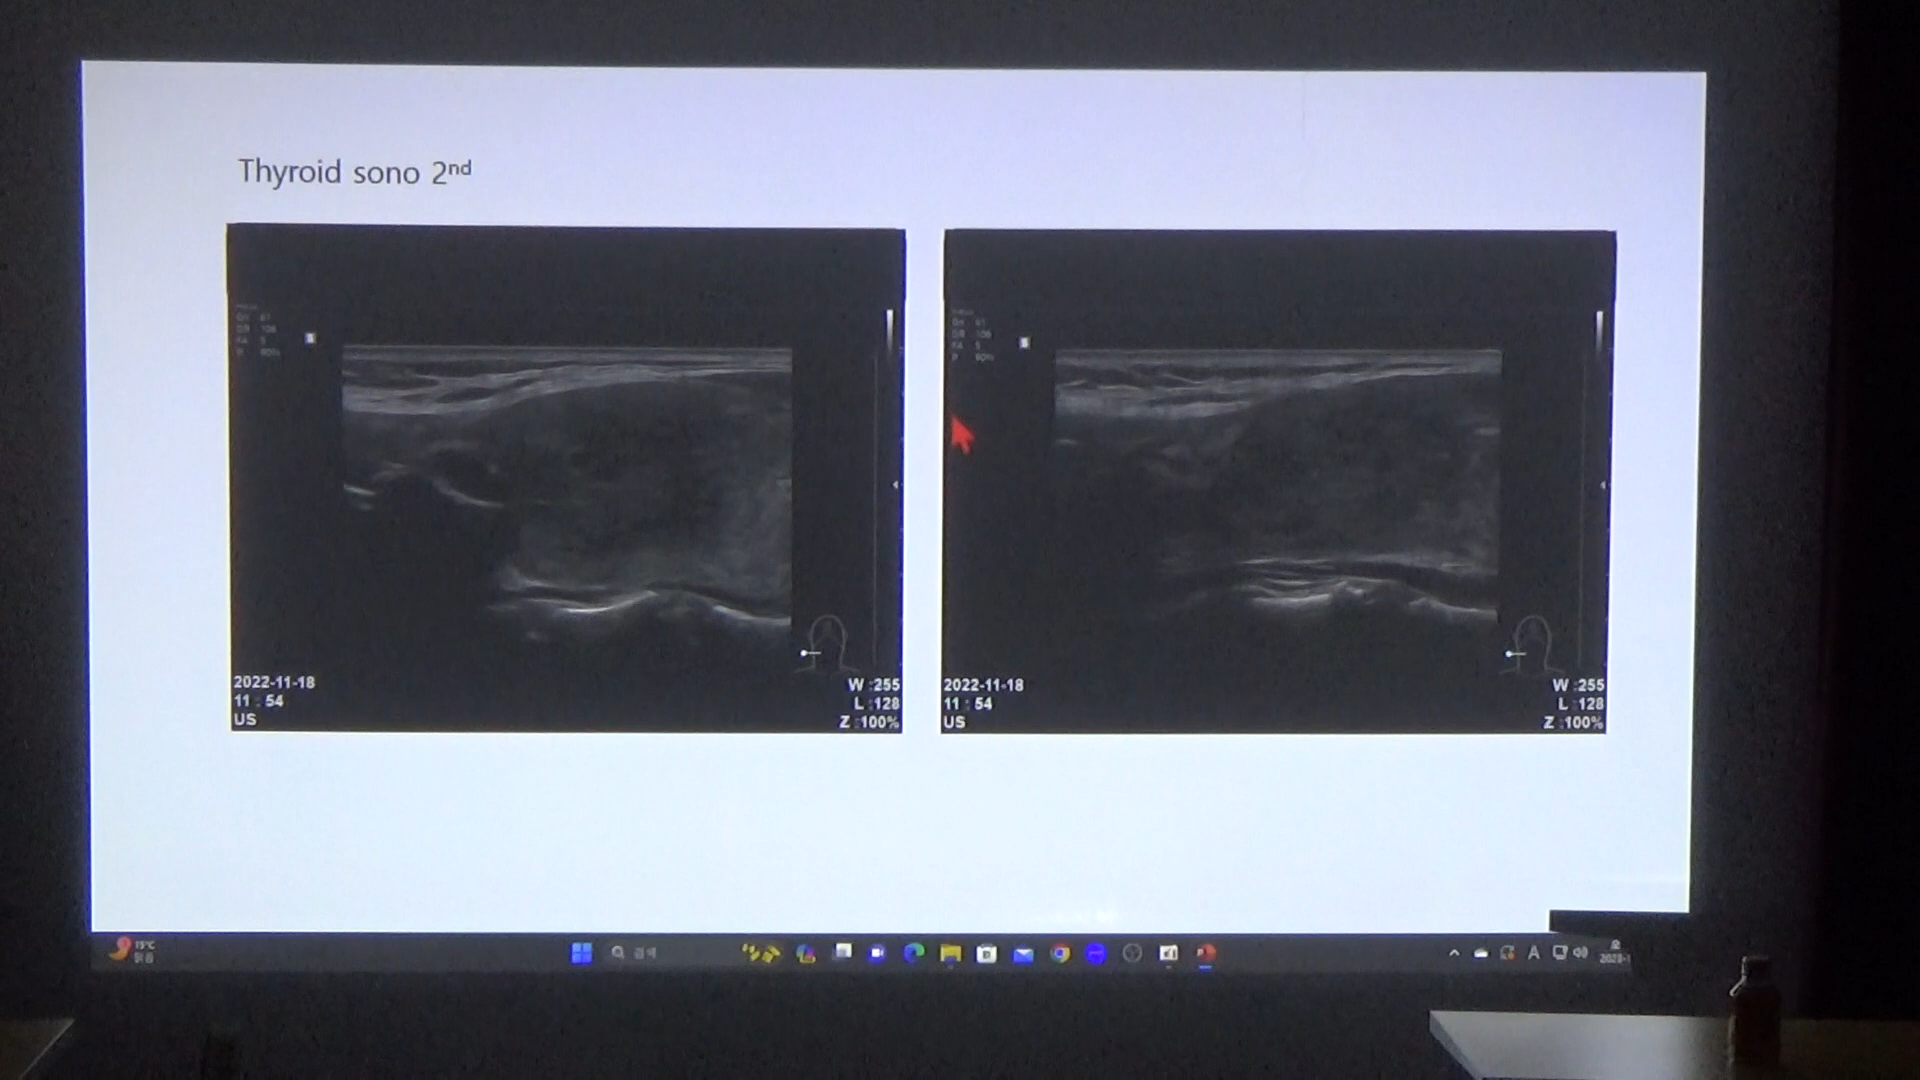 Thyroid sono 2nd
2022-11-18
11 : 54
US
W :255
L :128
Z :100%
2022-11-18
11 : 54
US
W :255
L :128
Z :100%
15℃
A